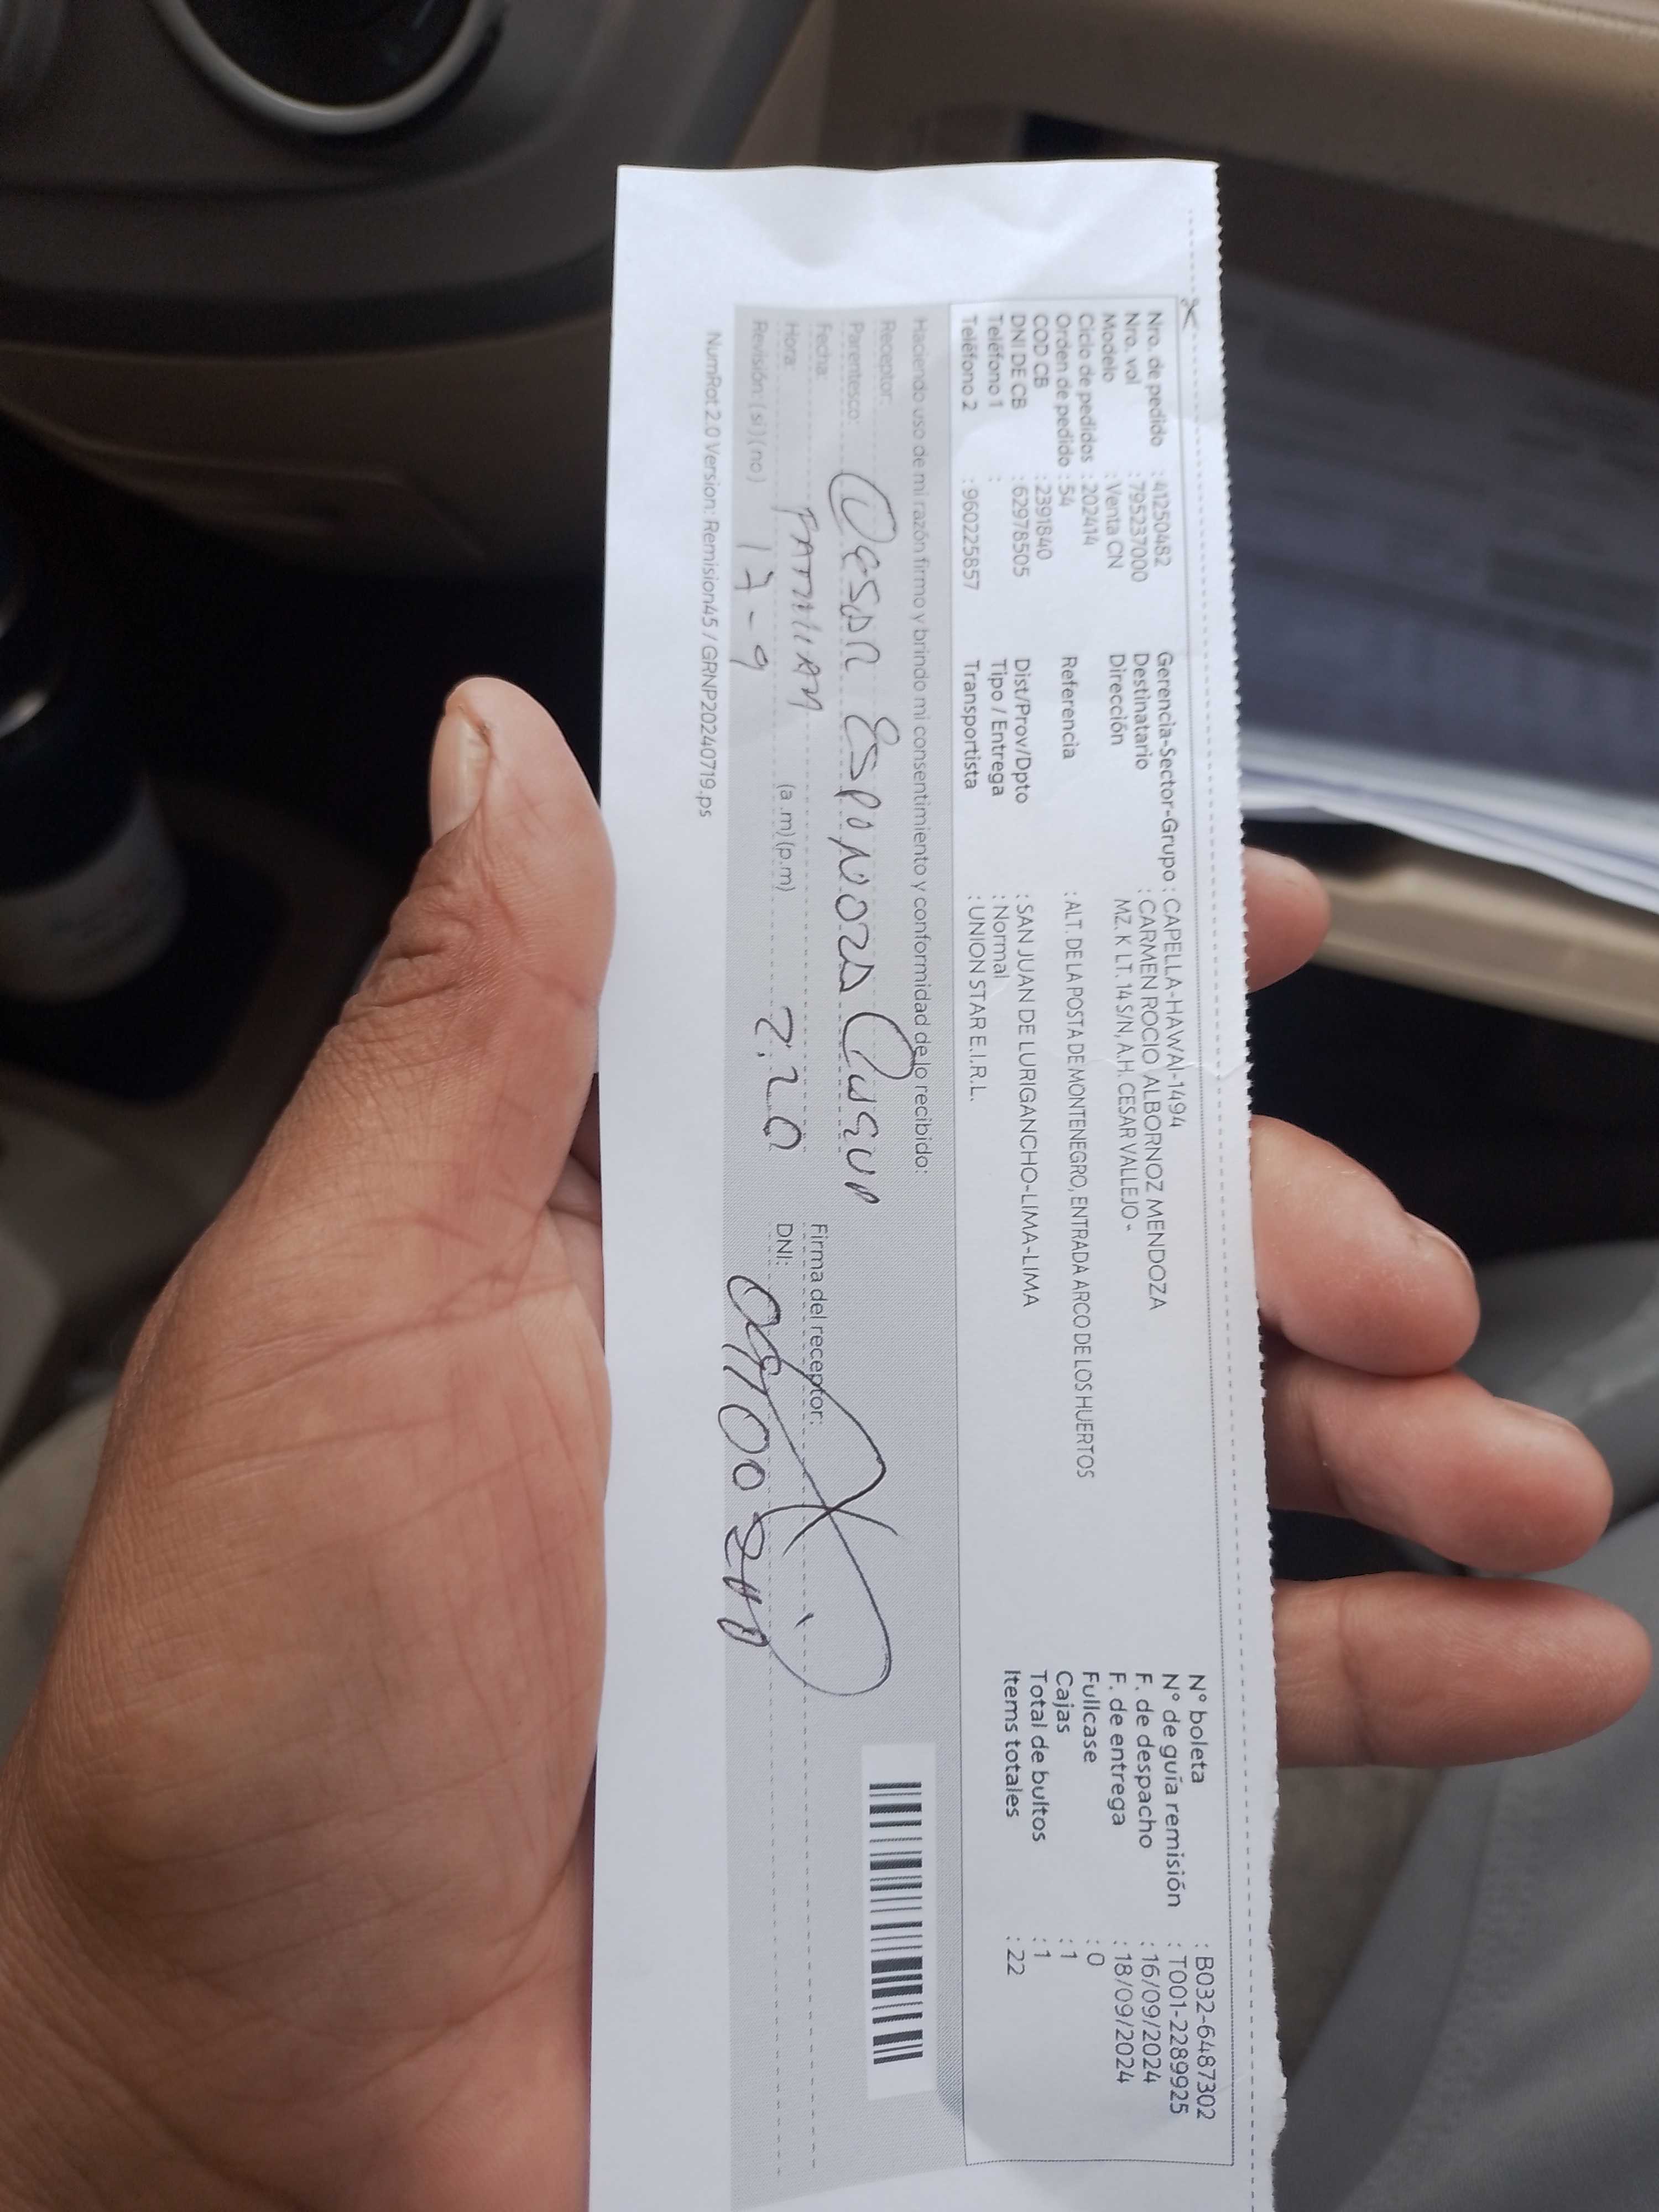 Nro. de pedido : 41250482
Nro. vol : 795237000
Modelo : Venta CN
Ciclo de pedidos : 202414
Orden de pedido : 54
COD CB : 2391840
DNI DE CB : 62978505
Teléfono 1 :
Teléfono 2 : 960225857
Gerencia-Sector-Grupo : CAPELLA-HAWAI-1494
Destinatario : CARMEN ROCIO ALBORNOZ MENDOZA
Dirección MZ. K LT. 14 S/N, A.H. CESAR VALLEJO -
Referencia : ALT. DE LA POSTA DE MONTENEGRO, ENTRADA ARCO DE LOS HUERTOS
Dist/Prov/Dpto : SAN JUAN DE LURIGANCHO-LIMA-LIMA
Tipo / Entrega : Normal
Transportista : UNION STAR E.I.R.L.
N° boleta : B032-6487302
N° de guía remisión : T001-2289925
F. de despacho : 16/09/2024
F. de entrega : 18/09/2024
Fullcase : 0
Cajas : 1
Total de bultos : 1
Items totales : 22
Haciendo uso de mi razón firmo y brindo mi consentimiento y conformidad de lo recibido:
Receptor:
Parentesco: Cesar Espinoza
Fecha: Familiar
Hora: (a.m) (p.m) 2:20
Revisión: (si) (no) 17-9
Firma del receptor:
DNI:
NumRot 2.0 Version: Remision45 / GRNP20240719.ps